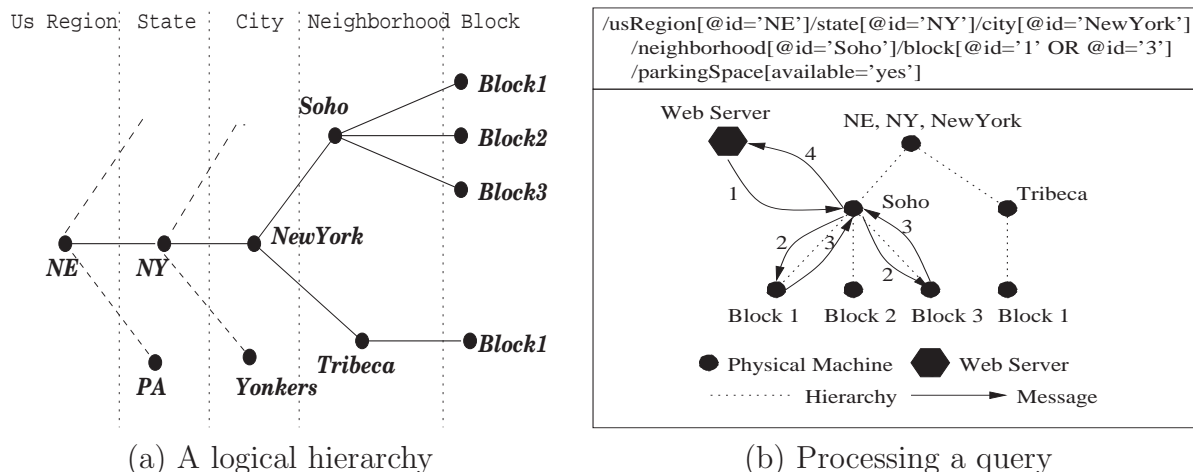 Us Region State City Neighborhood Block
Block1
Soho
Block2
Block3
NewYork
NE NY
Block1
Tribeca
PA Yonkers
(a) A logical hierarchy
/usRegion[@id=’NE’]/state[@id=’NY’]/city[@id=’NewYork’]
/neighborhood[@id=’Soho’]/block[@id=’1’ OR @id=’3’]
/parkingSpace[available=’yes’]
Web Server
NE, NY, NewYork
4
1
Soho
Tribeca
2
3
3
2
Block 1 Block 2 Block 3 Block 1
Physical Machine Web Server
Hierarchy Message
(b) Processing a query